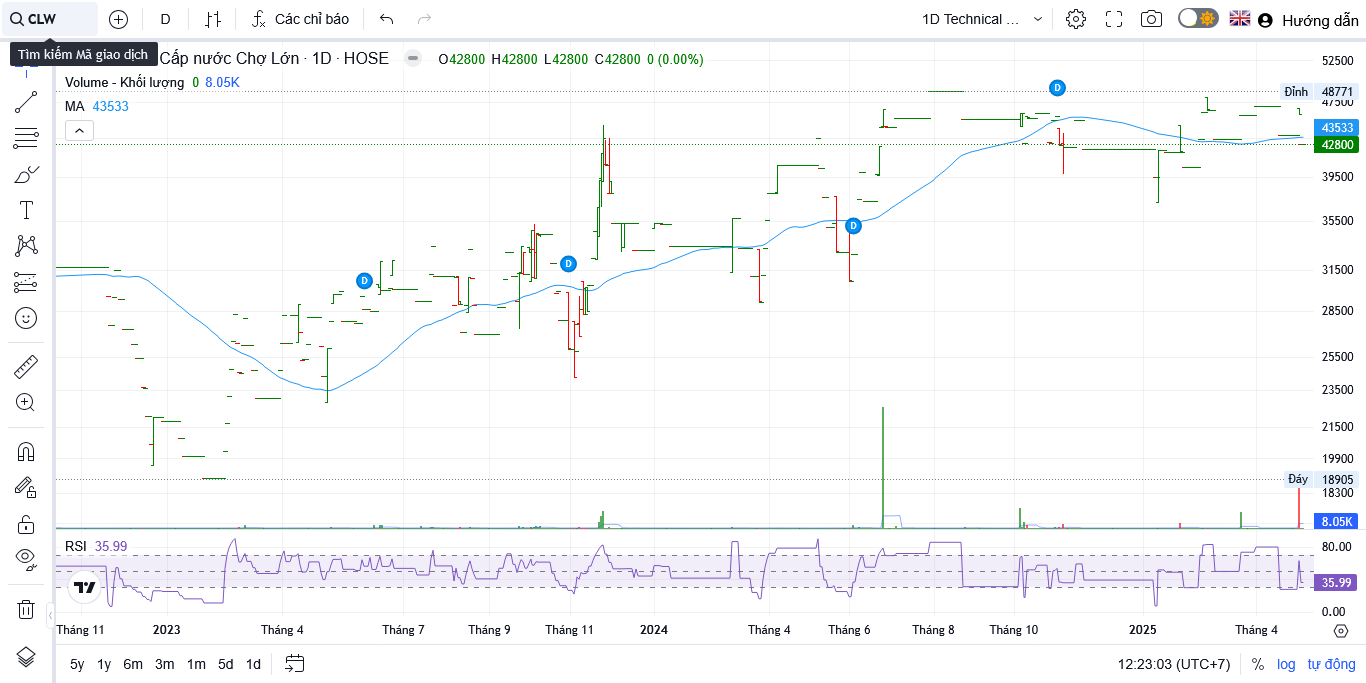 CLW D Các chỉ báo 1D Technical ... Hướng dẫn
Tìm kiếm Mã giao dịch
Cấp nước Chợ Lớn · 1D · HOSE O42800 H42800 L42800 C42800 0 (0.00%)
Volume - Khối lượng 0 8.05K
MA 43533
52500
Đỉnh 48771
47500
43533
42800
39500
35500
31500
28500
25500
23500
21500
19900
Đáy 18905
18300
8.05K
D
D
D
D
RSI 35.99
80.00
35.99
0.00
Tháng 11 2023 Tháng 4 Tháng 7 Tháng 9 Tháng 11 2024 Tháng 4 Tháng 6 Tháng 8 Tháng 10 2025 Tháng 4
5y 1y 6m 3m 1m 5d 1d 12:23:03 (UTC+7) % log tự động